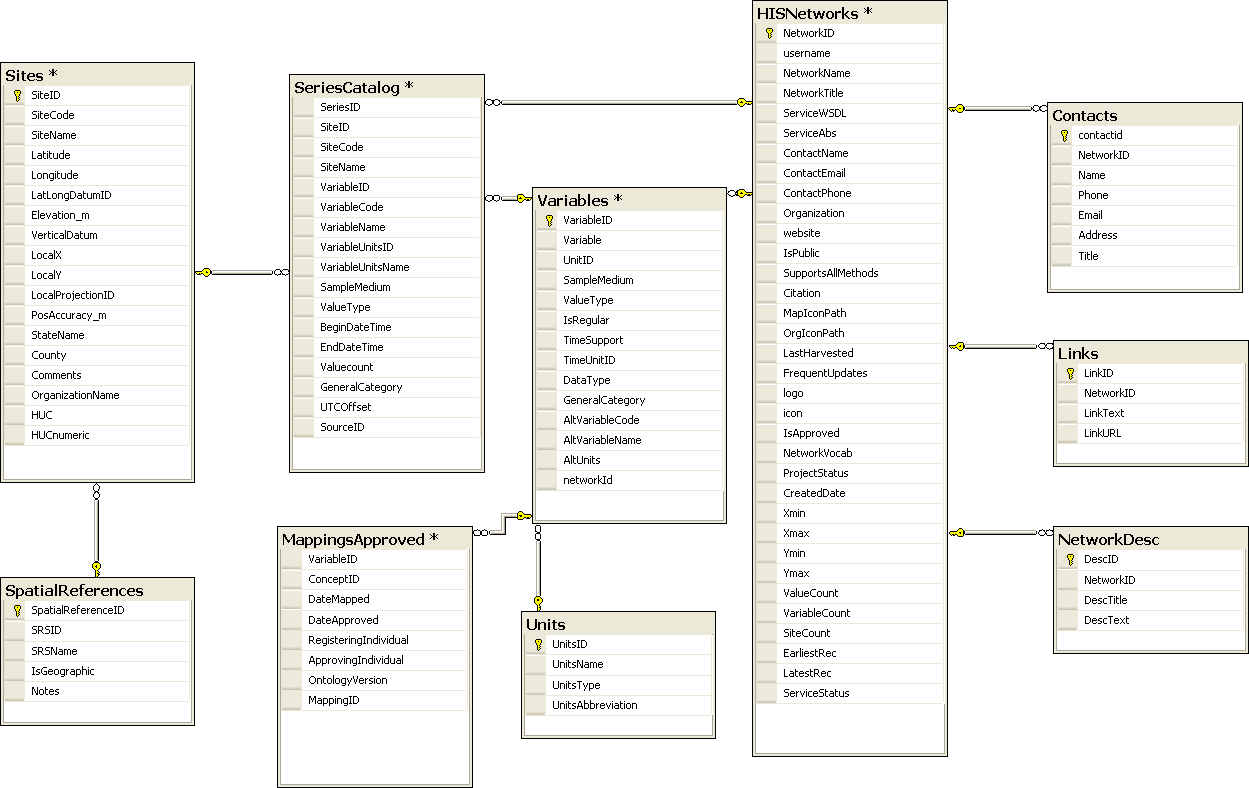 Sites *
SiteID
SiteCode
SiteName
Latitude
Longitude
LatLongDatumID
Elevation_m
VerticalDatum
LocalX
LocalY
LocalProjectionID
PosAccuracy_m
StateName
County
Comments
OrganizationName
HUC
HUCnumeric
SpatialReferences
SpatialReferenceID
SRSID
SRSName
IsGeographic
Notes
SeriesCatalog *
SeriesID
SiteID
SiteCode
SiteName
VariableID
VariableCode
VariableName
VariableUnitsID
VariableUnitsName
SampleMedium
ValueType
BeginDateTime
EndDateTime
Valuecount
GeneralCategory
UTCOffset
SourceID
MappingsApproved *
VariableID
ConceptID
DateMapped
DateApproved
RegisteringIndividual
ApprovingIndividual
OntologyVersion
MappingID
Variables *
VariableID
Variable
UnitID
SampleMedium
ValueType
IsRegular
TimeSupport
TimeUnitID
DataType
GeneralCategory
AltVariableCode
AltVariableName
AltUnits
networkId
Units
UnitsID
UnitsName
UnitsType
UnitsAbbreviation
HISNetworks *
NetworkID
username
NetworkName
NetworkTitle
ServiceWSDL
ServiceAbs
ContactName
ContactEmail
ContactPhone
Organization
website
IsPublic
SupportsAllMethods
Citation
MapIconPath
OrgIconPath
LastHarvested
FrequentUpdates
logo
icon
IsApproved
NetworkVocab
ProjectStatus
CreatedDate
Xmin
Xmax
Ymin
Ymax
ValueCount
VariableCount
SiteCount
EarliestRec
LatestRec
ServiceStatus
Contacts
contactid
NetworkID
Name
Phone
Email
Address
Title
Links
LinkID
NetworkID
LinkText
LinkURL
NetworkDesc
DescID
NetworkID
DescTitle
DescText